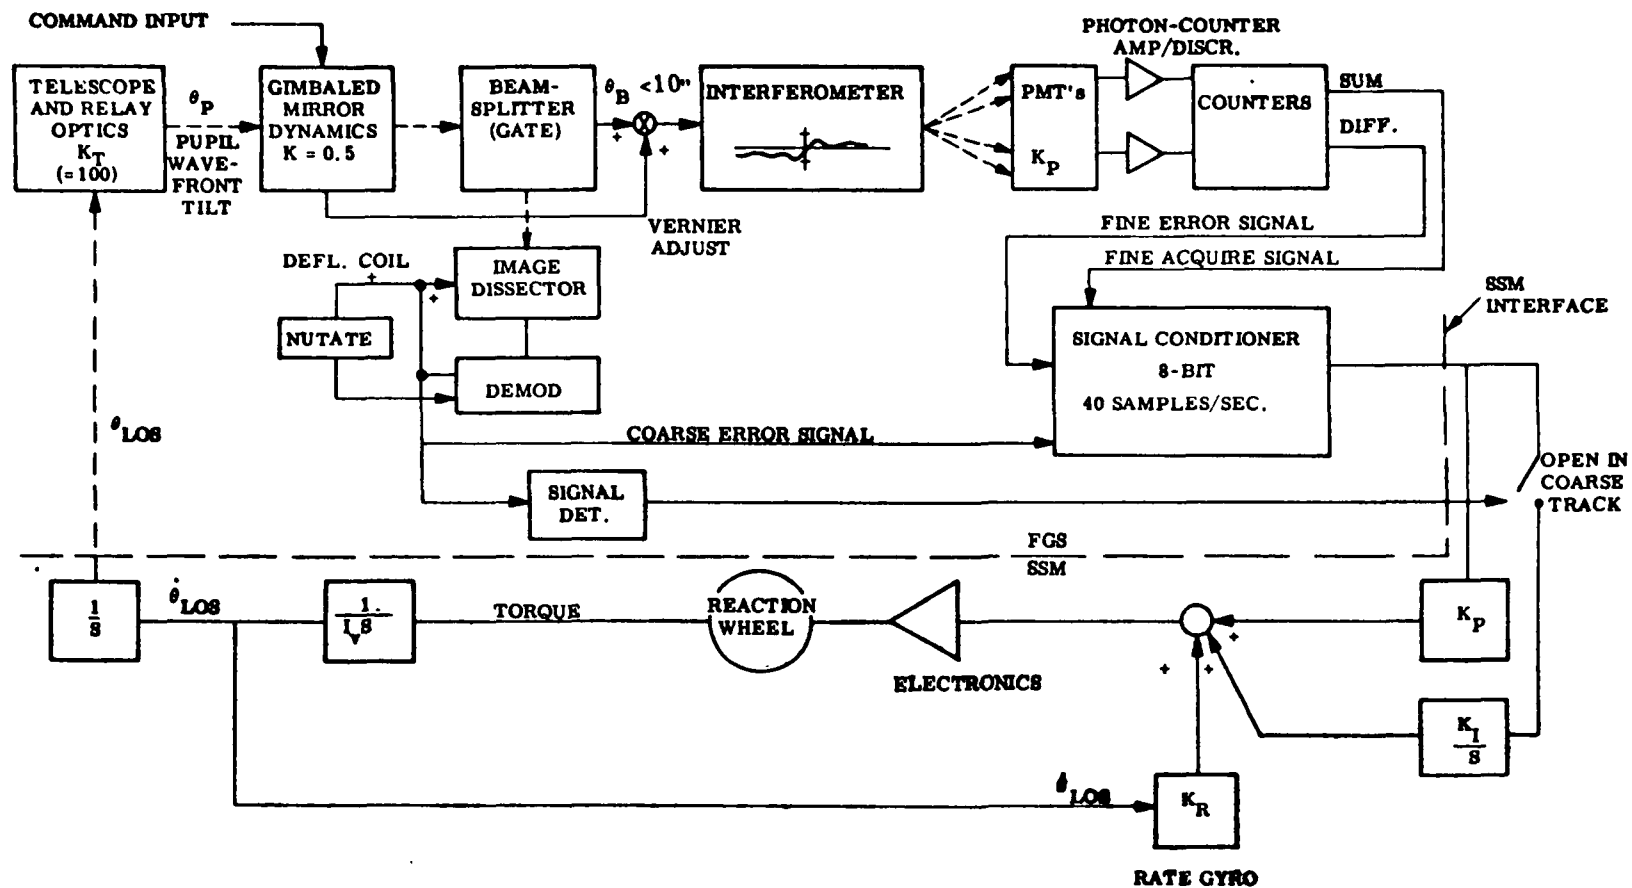 COMMAND INPUT
TELESCOPE
AND RELAY
OPTICS
K_T
(=100)
θ_P
PUPIL
WAVE-
FRONT
TILT
GIMBALED
MIRROR
DYNAMICS
K = 0.5
BEAM-
SPLITTER
(GATE)
θ_B <10"
+
+
VERNIER
ADJUST
INTERFEROMETER
PMT's
K_P
PHOTON-COUNTER
AMP/DISCR.
COUNTERS
SUM
DIFF.
FINE ERROR SIGNAL
FINE ACQUIRE SIGNAL
DEFL. COIL
+
+
IMAGE
DISSECTOR
NUTATE
DEMOD
SIGNAL CONDITIONER
8-BIT
40 SAMPLES/SEC.
SSM
INTERFACE
COARSE ERROR SIGNAL
SIGNAL
DET.
OPEN IN
COARSE
TRACK
θ_LOS
FGS
SSM
1
S
θ̇_LOS
1
I_v S
TORQUE
REACTION
WHEEL
ELECTRONICS
+
+
+
K_P
K_I
S
θ̇_LOS
K_R
RATE GYRO